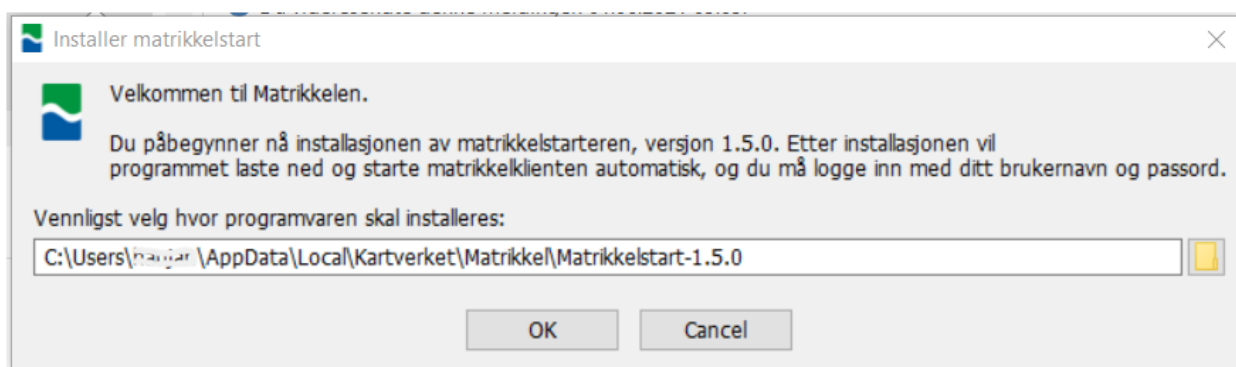 Installer matrikkelstart
Velkommen til Matrikkelen.
Du påbegynner nå installasjonen av matrikkelstarteren, versjon 1.5.0. Etter installasjonen vil
programmet laste ned og starte matrikkelklienten automatisk, og du må logge inn med ditt brukernavn og passord.
Vennligst velg hvor programvaren skal installeres:
C:\Users\ \AppData\Local\Kartverket\Matrikkel\Matrikkelstart-1.5.0
OK
Cancel